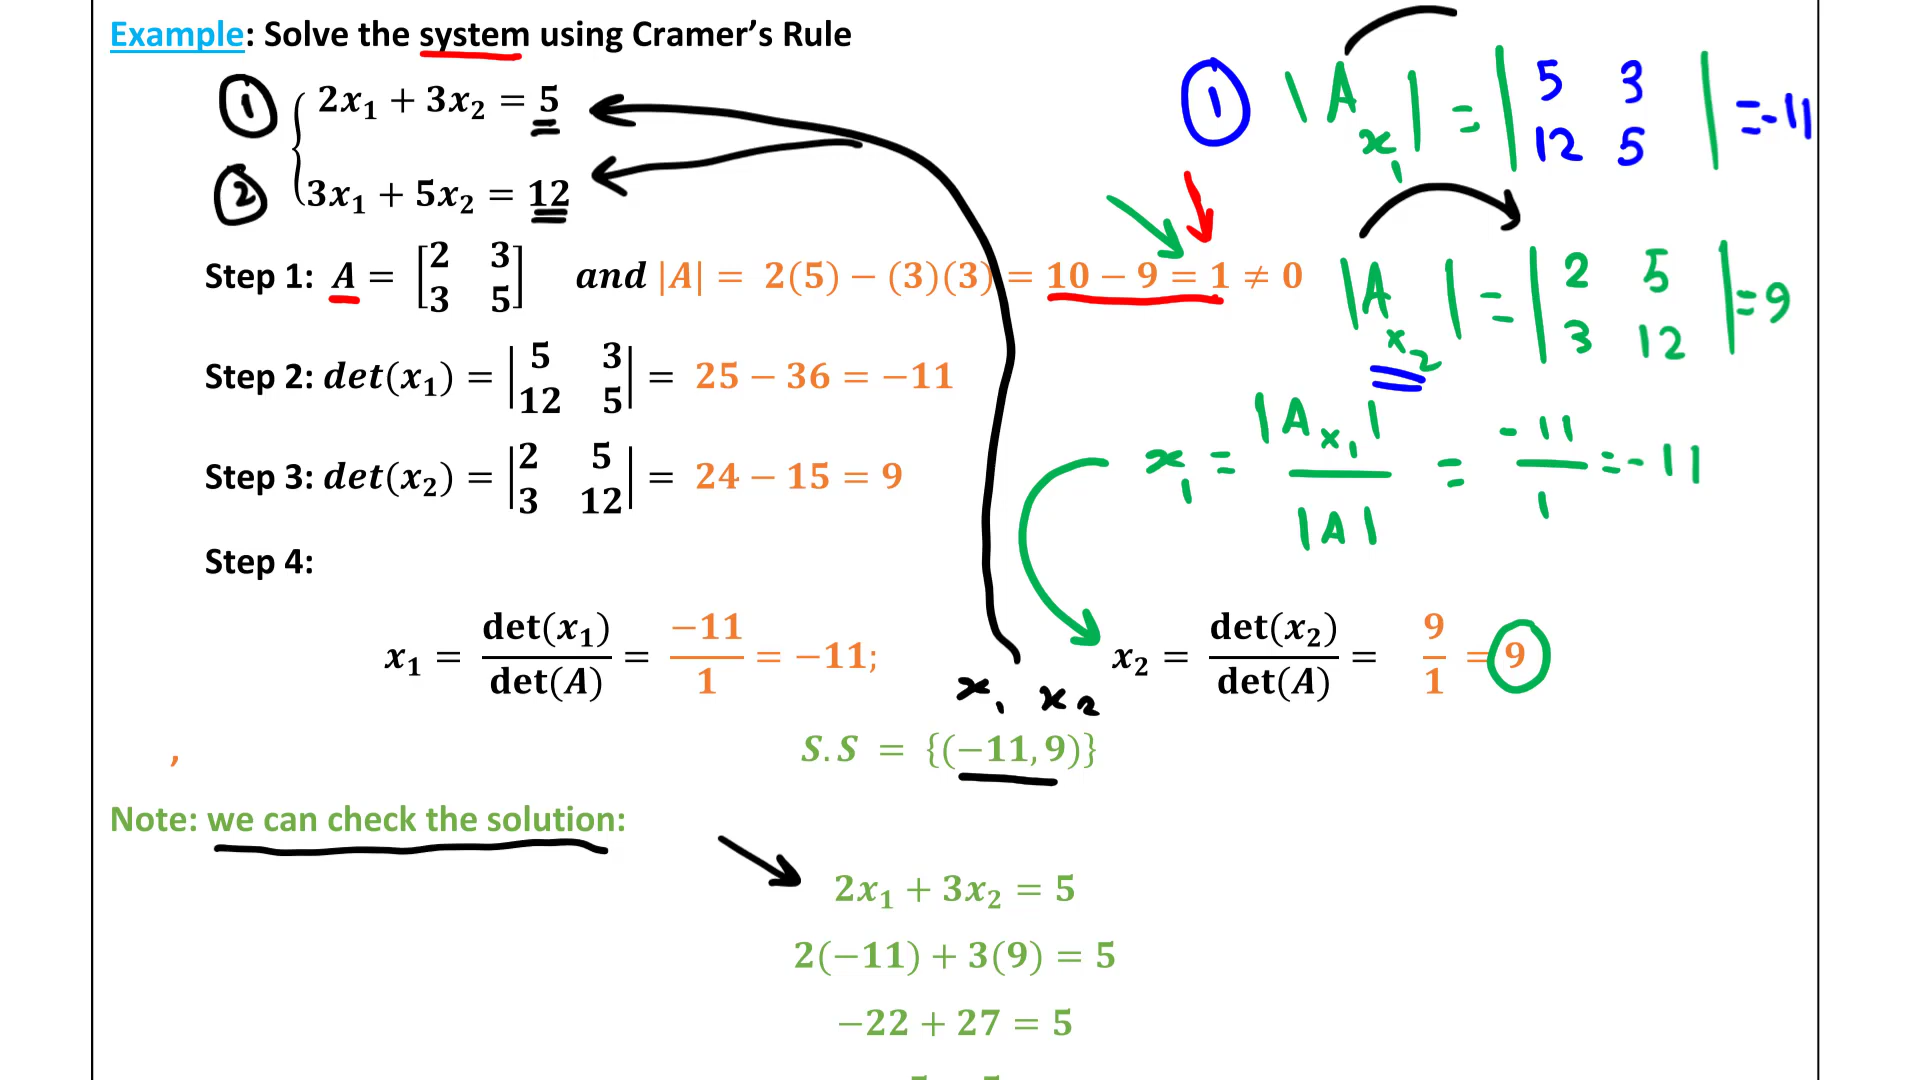 Example: Solve the system using Cramer's Rule
① 2x₁ + 3x₂ = 5
② 3x₁ + 5x₂ = 12
Step 1: A = [2 3; 3 5] and |A| = 2(5) − (3)(3) = 10 − 9 = 1 ≠ 0
Step 2: det(x₁) = |5 3; 12 5| = 25 − 36 = −11
Step 3: det(x₂) = |2 5; 3 12| = 24 − 15 = 9
Step 4:
x₁ = det(x₁)/det(A) = −11/1 = −11; x₂ = det(x₂)/det(A) = 9/1 = 9
x₁ x₂
S.S = {(−11, 9)}
,
Note: we can check the solution:
2x₁ + 3x₂ = 5
2(−11) + 3(9) = 5
−22 + 27 = 5
① |A x₁| = |5 3; 12 5| = -11
|A x₂| = |2 5; 3 12| = 9
x₁ = |A x₁|/|A| = -11/1 = -11